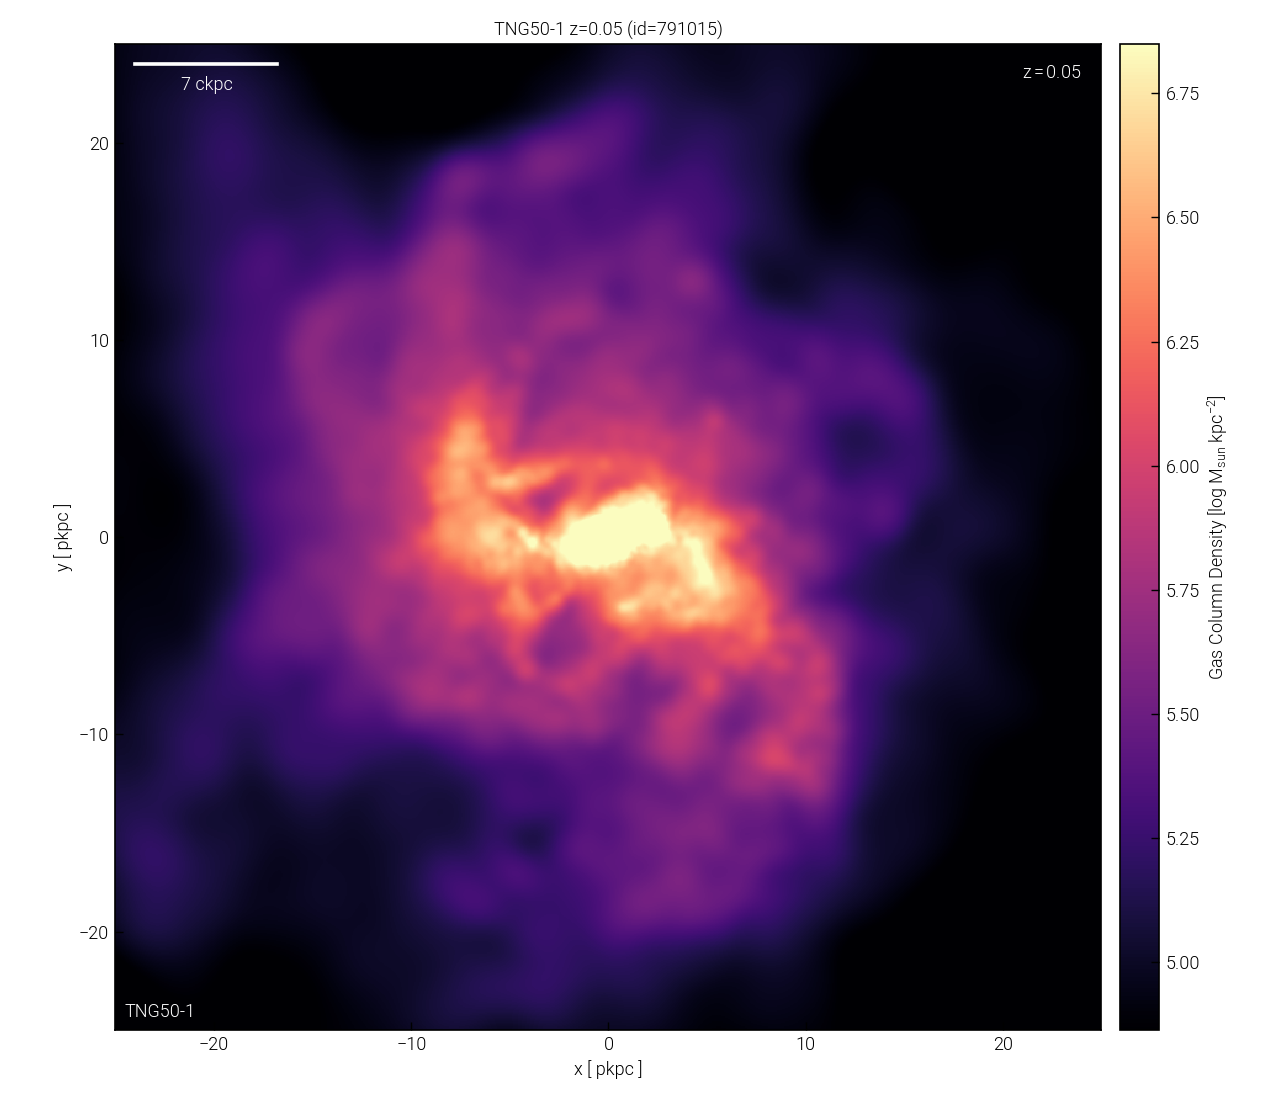 TNG50-1 z=0.05 (id=791015)
7 ckpc
z=0.05
6.75
6.50
6.25
6.00
5.75
5.50
5.25
5.00
Gas Column Density [log M_sun kpc^−2]
20
10
0
−10
−20
y [ pkpc ]
TNG50-1
−20 −10 0 10 20
x [ pkpc ]